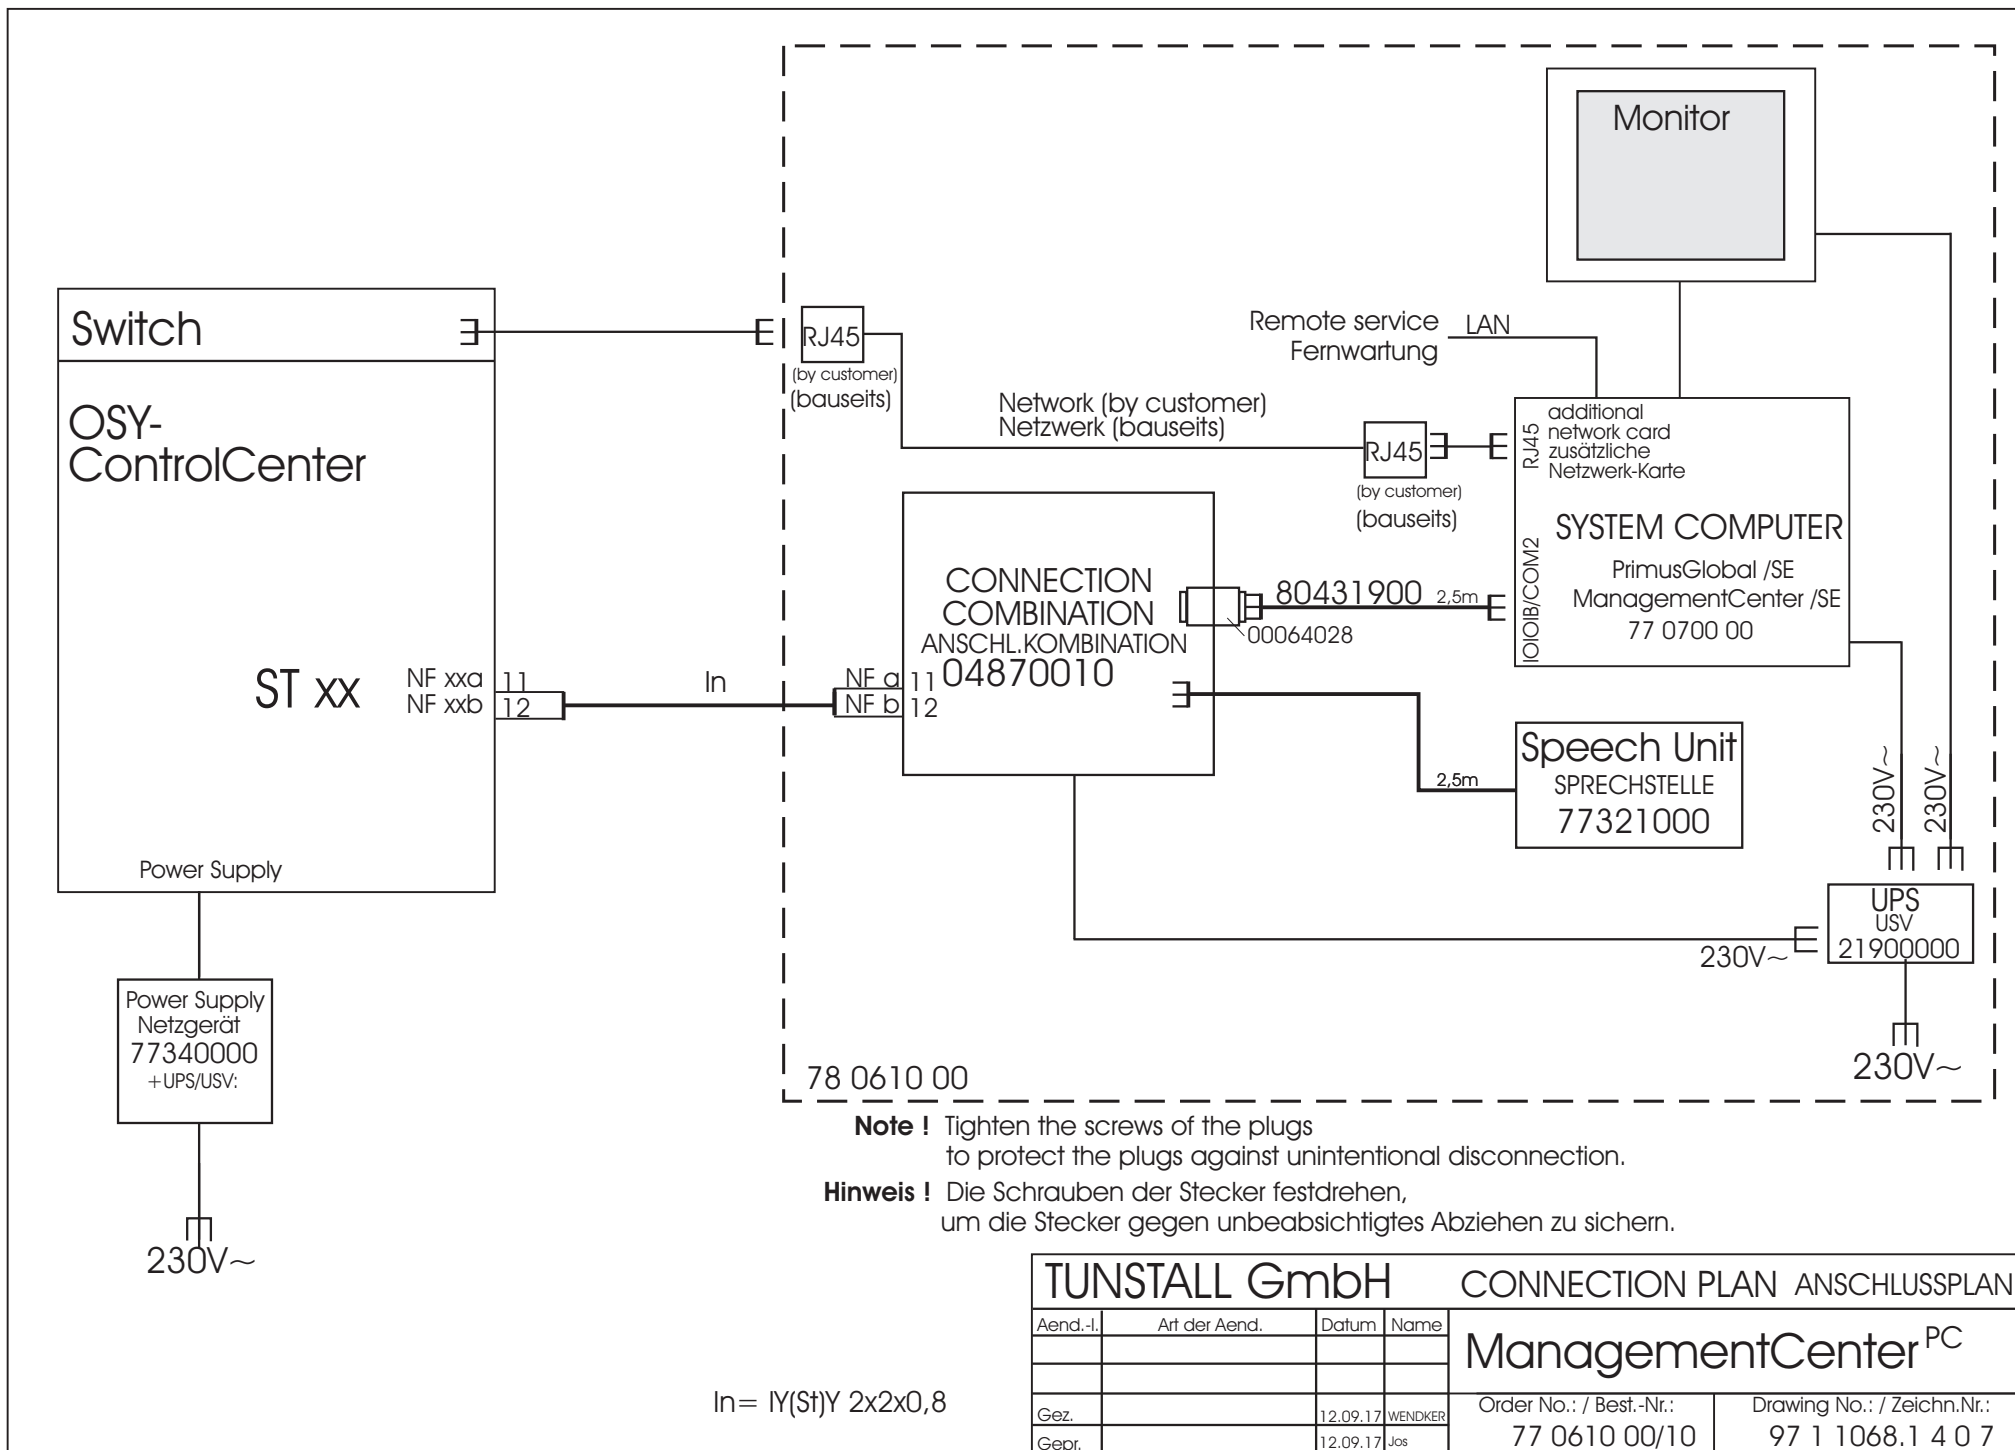 Monitor
Switch
OSY-
ControlCenter
RJ45
(by customer)
(bauseits)
Remote service
Fernwartung
LAN
Network (by customer)
Netzwerk (bauseits)
RJ45
(by customer)
(bauseits)
RJ45
additional
network card
zusätzliche
Netzwerk-Karte
SYSTEM COMPUTER
PrimusGlobal /SE
ManagementCenter /SE
77 0700 00
IOIOIB/COM2
CONNECTION
COMBINATION
ANSCHL.KOMBINATION
04870010
80431900
2,5m
00064028
ST xx
NF xxa 11
NF xxb 12
In
NF a 11
NF b 12
2,5m
Speech Unit
SPRECHSTELLE
77321000
230V~
230V~
Power Supply
UPS
USV
21900000
230V~
230V~
Power Supply
Netzgerät
77340000
+UPS/USV:
230V~
78 0610 00
Note ! Tighten the screws of the plugs
to protect the plugs against unintentional disconnection.
Hinweis ! Die Schrauben der Stecker festdrehen,
um die Stecker gegen unbeabsichtigtes Abziehen zu sichern.
In= IY(St)Y 2x2x0,8
TUNSTALL GmbH
CONNECTION PLAN ANSCHLUSSPLAN
Aend.-I. Art der Aend. Datum Name
ManagementCenter PC
Gez. 12.09.17 WENDKER
Gepr. 12.09.17 Jos
Order No.: / Best.-Nr.:
77 0610 00/10
Drawing No.: / Zeichn.Nr.:
97 1 1068.1 4 0 7